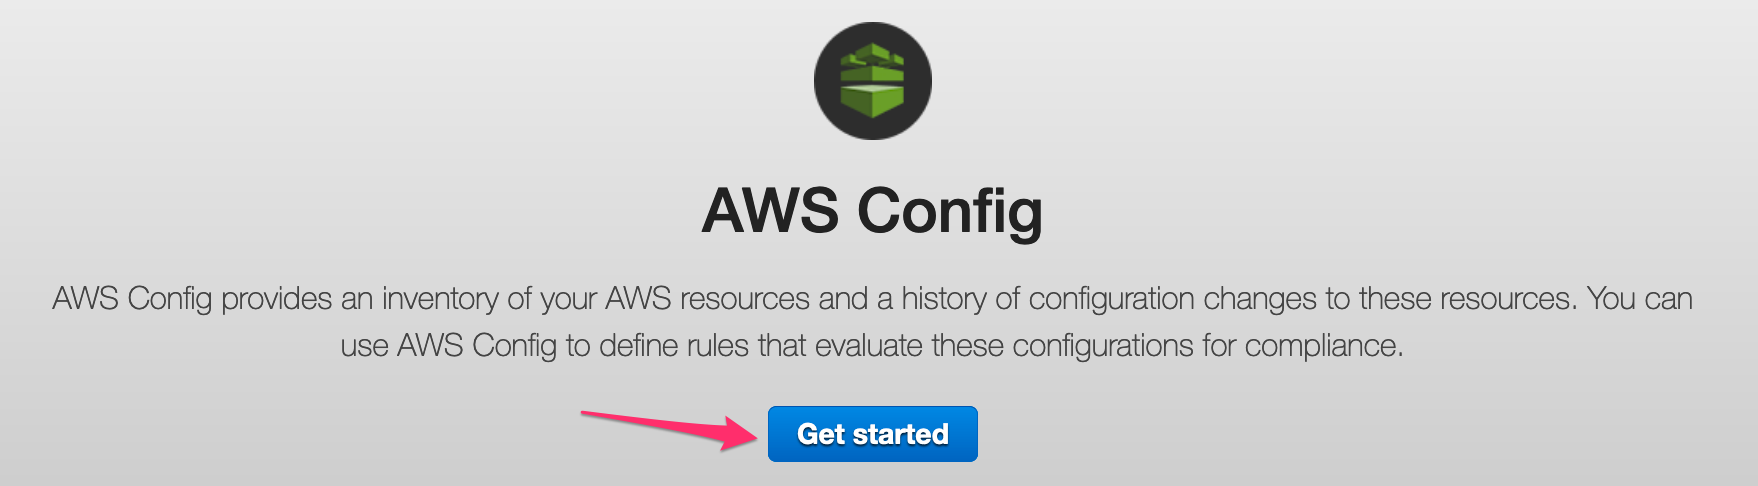 AWS Config
AWS Config provides an inventory of your AWS resources and a history of configuration changes to these resources. You can
use AWS Config to define rules that evaluate these configurations for compliance.
Get started